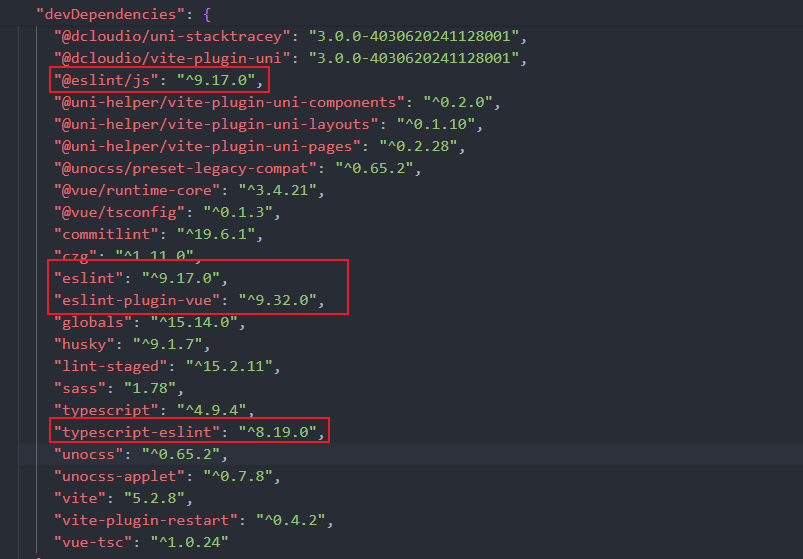 "devDependencies": {
"@dcloudio/uni-stacktracey": "3.0.0-4030620241128001",
"@dcloudio/vite-plugin-uni": "3.0.0-4030620241128001",
"@eslint/js": "^9.17.0",
"@uni-helper/vite-plugin-uni-components": "^0.2.0",
"@uni-helper/vite-plugin-uni-layouts": "^0.1.10",
"@uni-helper/vite-plugin-uni-pages": "^0.2.28",
"@unocss/preset-legacy-compat": "^0.65.2",
"@vue/runtime-core": "^3.4.21",
"@vue/tsconfig": "^0.1.3",
"commitlint": "^19.6.1",
"czg": "^1.11.0",
"eslint": "^9.17.0",
"eslint-plugin-vue": "^9.32.0",
"globals": "^15.14.0",
"husky": "^9.1.7",
"lint-staged": "^15.2.11",
"sass": "1.78",
"typescript": "^4.9.4",
"typescript-eslint": "^8.19.0",
"unocss": "^0.65.2",
"unocss-applet": "^0.7.8",
"vite": "5.2.8",
"vite-plugin-restart": "^0.4.2",
"vue-tsc": "^1.0.24"